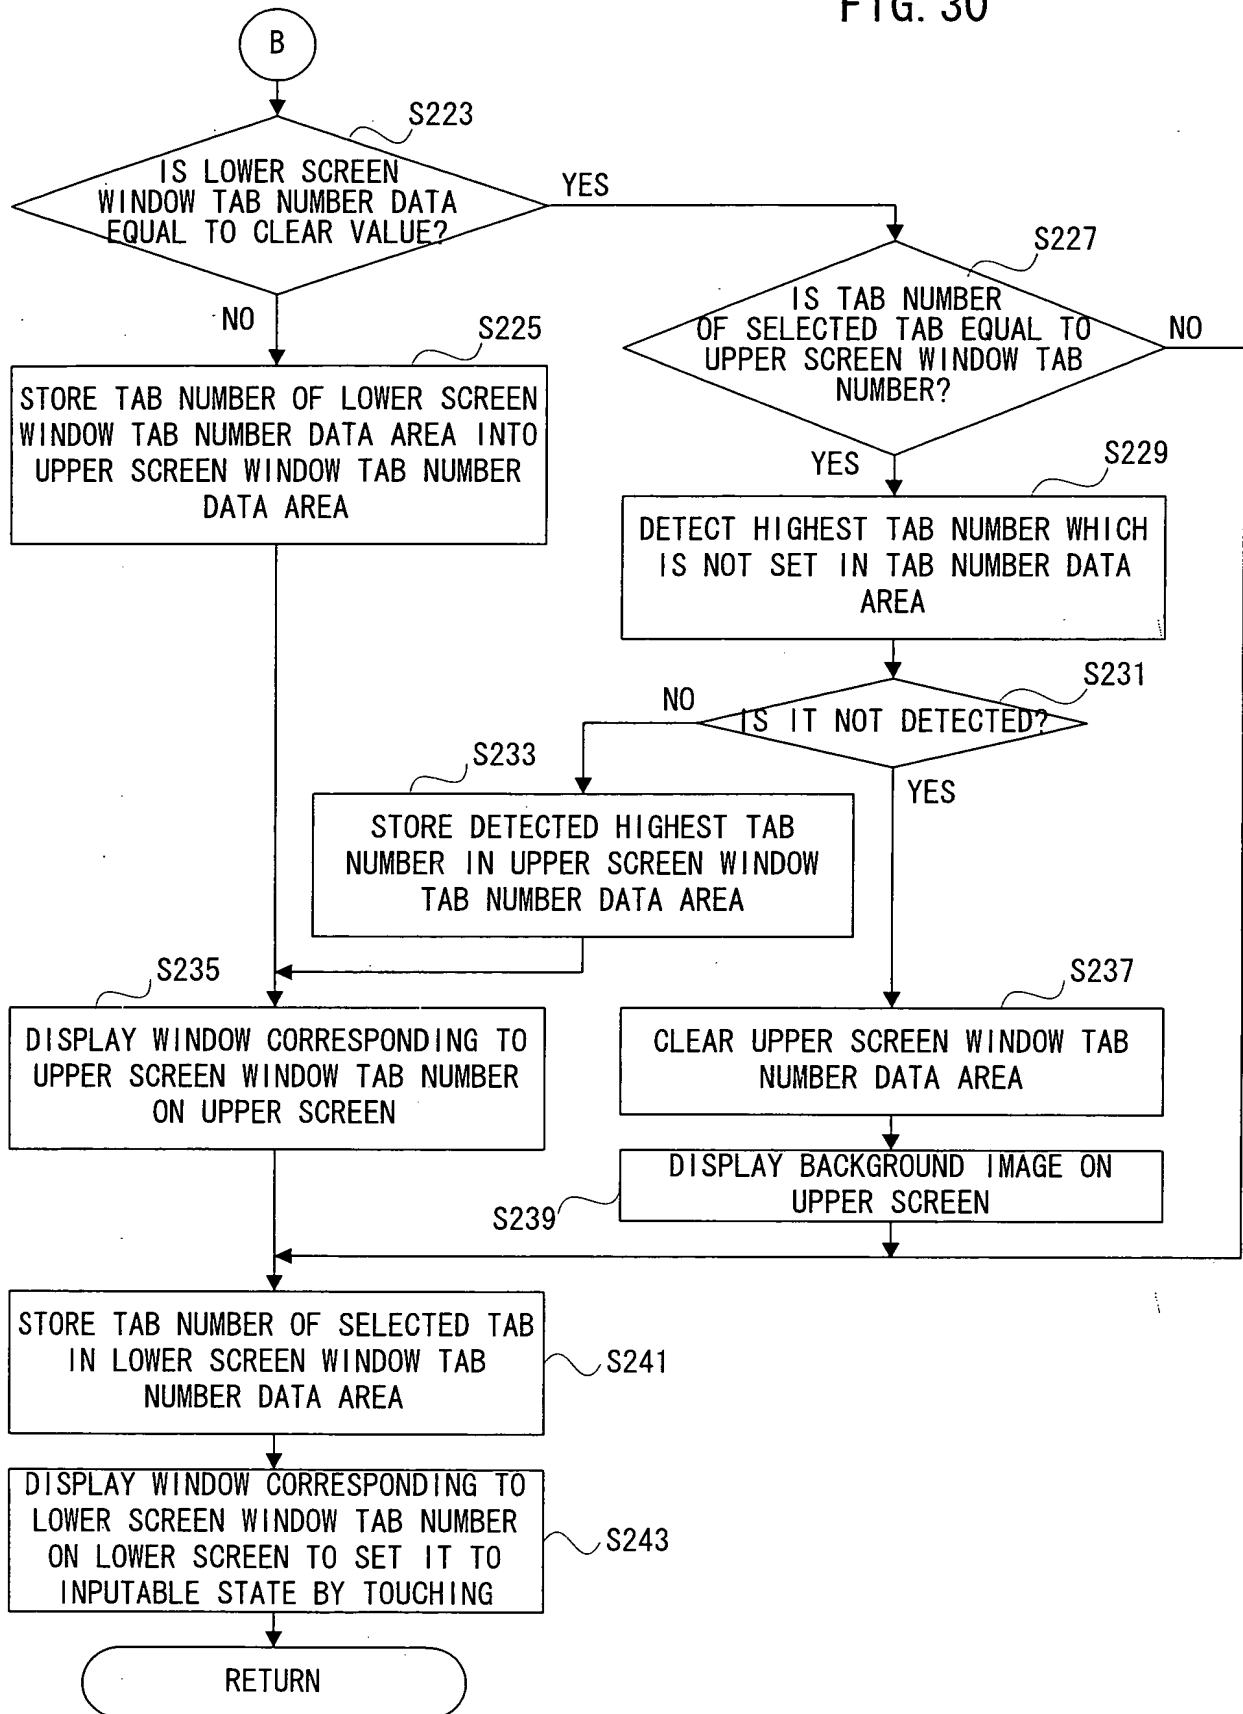 FIG. 30
B
S223
IS LOWER SCREEN
WINDOW TAB NUMBER DATA
EQUAL TO CLEAR VALUE?
YES
NO
S227
IS TAB NUMBER
OF SELECTED TAB EQUAL TO
UPPER SCREEN WINDOW TAB
NUMBER?
NO
YES
S225
STORE TAB NUMBER OF LOWER SCREEN
WINDOW TAB NUMBER DATA AREA INTO
UPPER SCREEN WINDOW TAB NUMBER
DATA AREA
S229
DETECT HIGHEST TAB NUMBER WHICH
IS NOT SET IN TAB NUMBER DATA
AREA
S231
IS IT NOT DETECTED?
NO
YES
S233
STORE DETECTED HIGHEST TAB
NUMBER IN UPPER SCREEN WINDOW
TAB NUMBER DATA AREA
S235
DISPLAY WINDOW CORRESPONDING TO
UPPER SCREEN WINDOW TAB NUMBER
ON UPPER SCREEN
S237
CLEAR UPPER SCREEN WINDOW TAB
NUMBER DATA AREA
DISPLAY BACKGROUND IMAGE ON
UPPER SCREEN
S239
STORE TAB NUMBER OF SELECTED TAB
IN LOWER SCREEN WINDOW TAB
NUMBER DATA AREA
S241
DISPLAY WINDOW CORRESPONDING TO
LOWER SCREEN WINDOW TAB NUMBER
ON LOWER SCREEN TO SET IT TO
INPUTABLE STATE BY TOUCHING
S243
RETURN